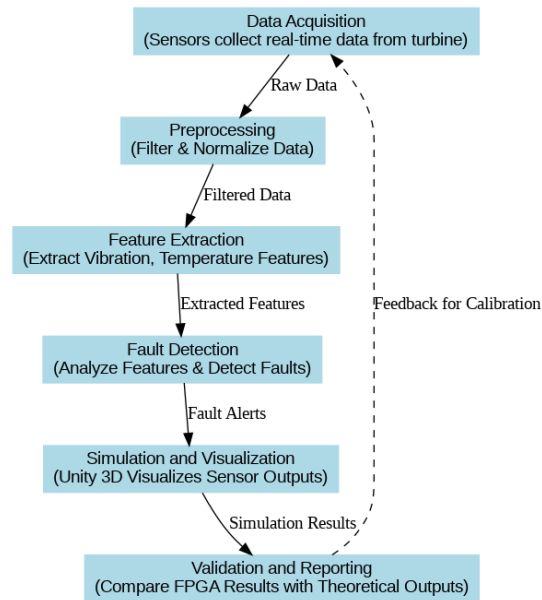 Data Acquisition
(Sensors collect real-time data from turbine)
Raw Data
Preprocessing
(Filter & Normalize Data)
Filtered Data
Feature Extraction
(Extract Vibration, Temperature Features)
Extracted Features
Feedback for Calibration
Fault Detection
(Analyze Features & Detect Faults)
Fault Alerts
Simulation and Visualization
(Unity 3D Visualizes Sensor Outputs)
Simulation Results
Validation and Reporting
(Compare FPGA Results with Theoretical Outputs)